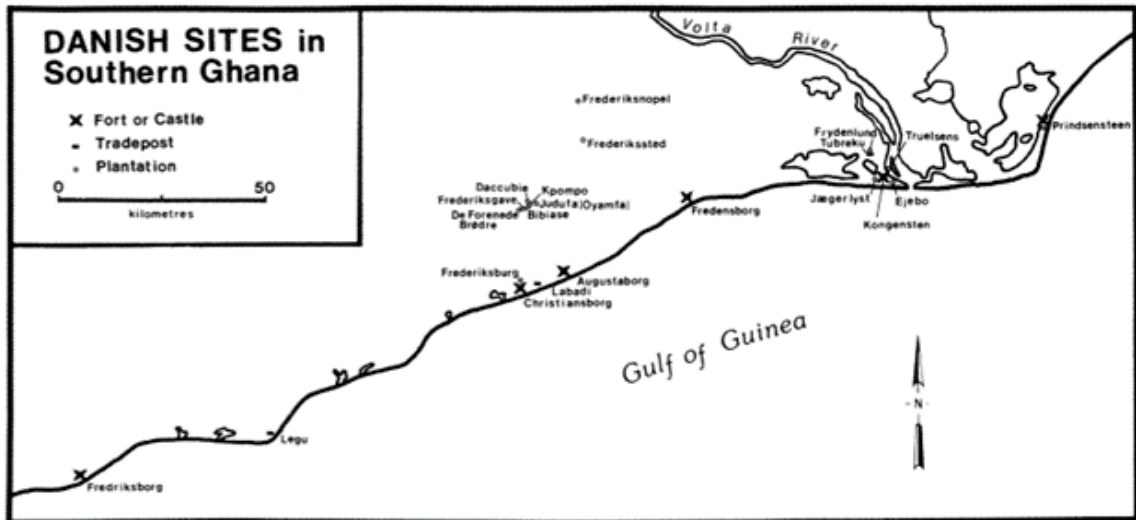 DANISH SITES in
Southern Ghana
Fort or Castle
Tradepost
Plantation
0 50
kilometres
Volta
River
Frederiksnopel
Frederikssted
Frydenlund
Tubreku
Truelsens
Prindsensteen
Daccubie
Kpompo
Frederiksgave
Judufa)Oyamfa)
De Forenede
Brødre
Bibiase
Fredensborg
Jægerlyst
Ejebo
Kongensten
Frederiksburg
Augustaborg
Labadi
Christiansborg
Gulf of Guinea
- N -
Legu
Fredriksborg